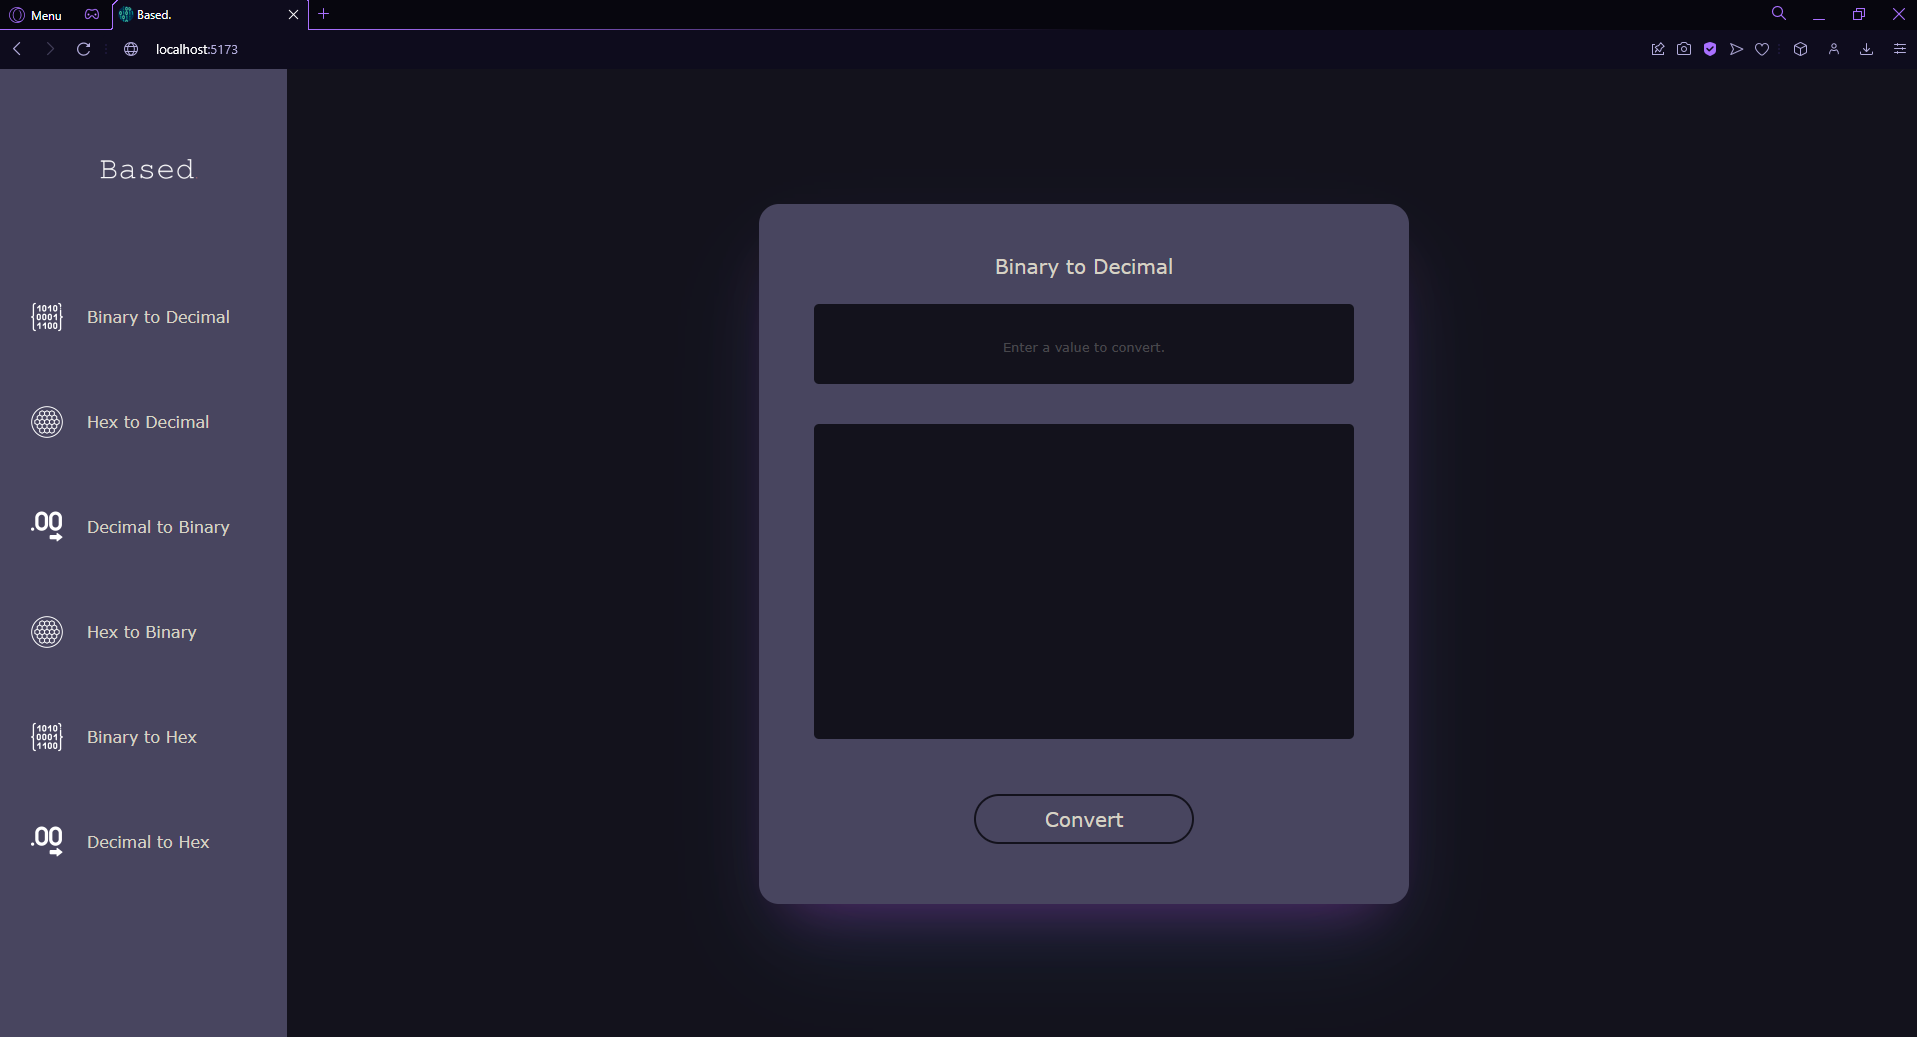 Menu
Based.
localhost:5173
Based.
1010
0001
1100
Binary to Decimal
Hex to Decimal
.00
Decimal to Binary
Hex to Binary
1010
0001
1100
Binary to Hex
.00
Decimal to Hex
Binary to Decimal
Enter a value to convert.
Convert